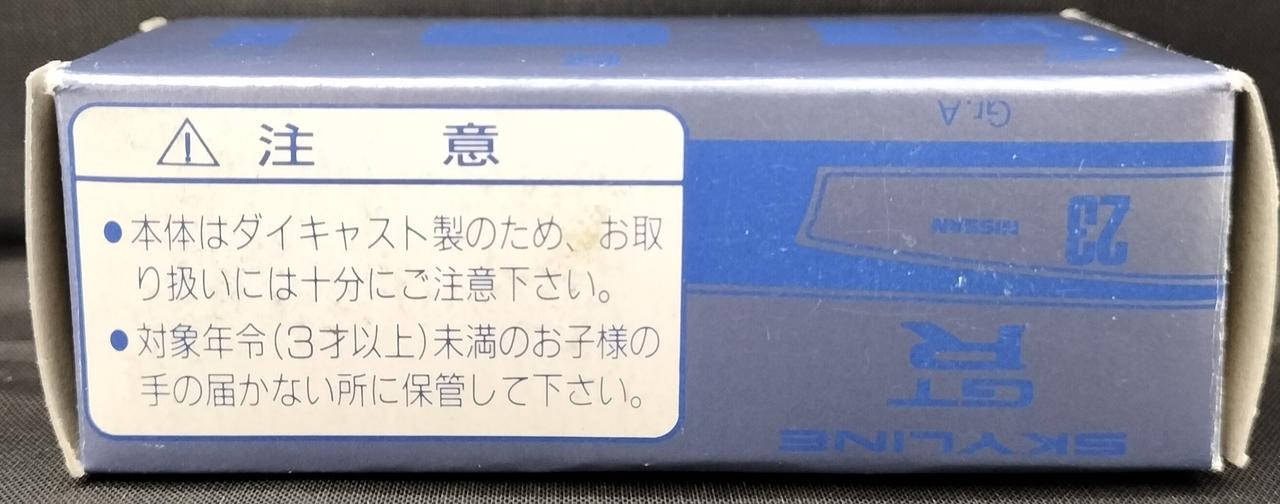 注 意
●本体はダイキャスト製のため、お取
り扱いには十分にご注意下さい。
●対象年令(3才以上)未満のお子様の
手の届かない所に保管して下さい。
Gr.A
23
NISSAN
GT
R
SKYLINE